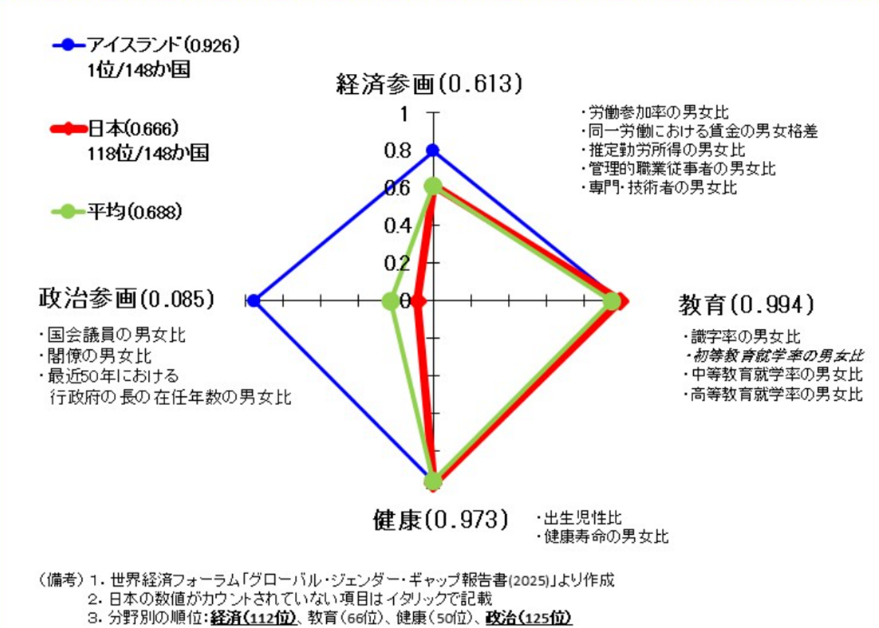 アイスランド(0.926)
1位/148か国
日本(0.666)
118位/148か国
平均(0.688)
経済参画(0.613)
・労働参加率の男女比
・同一労働における賃金の男女格差
・推定勤労所得の男女比
・管理的職業従事者の男女比
・専門・技術者の男女比
1
0.8
0.6
0.4
0.2
0
政治参画(0.085)
・国会議員の男女比
・閣僚の男女比
・最近50年における
行政府の長の在任年数の男女比
教育(0.994)
・識字率の男女比
・初等教育就学率の男女比
・中等教育就学率の男女比
・高等教育就学率の男女比
健康(0.973)
・出生児性比
・健康寿命の男女比
(備考) 1. 世界経済フォーラム「グローバル・ジェンダー・ギャップ報告書(2025)」より作成
2. 日本の数値がカウントされていない項目はイタリックで記載
3. 分野別の順位:経済(112位)、教育(66位)、健康(50位)、政治(125位)